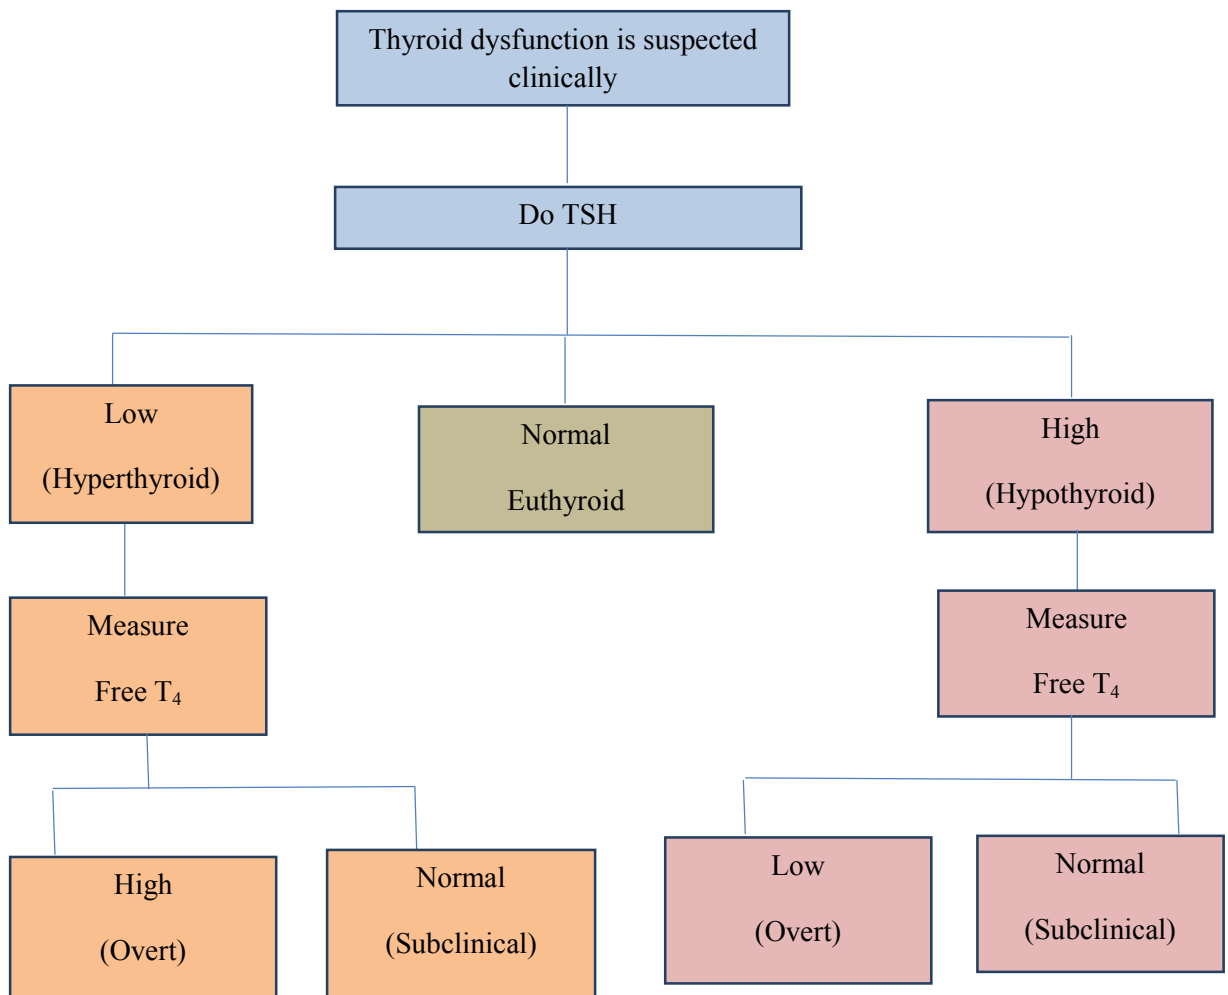 Thyroid dysfunction is suspected
clinically
Do TSH
Low
(Hyperthyroid)
Normal
Euthyroid
High
(Hypothyroid)
Measure
Free T₄
Measure
Free T₄
High
(Overt)
Normal
(Subclinical)
Low
(Overt)
Normal
(Subclinical)